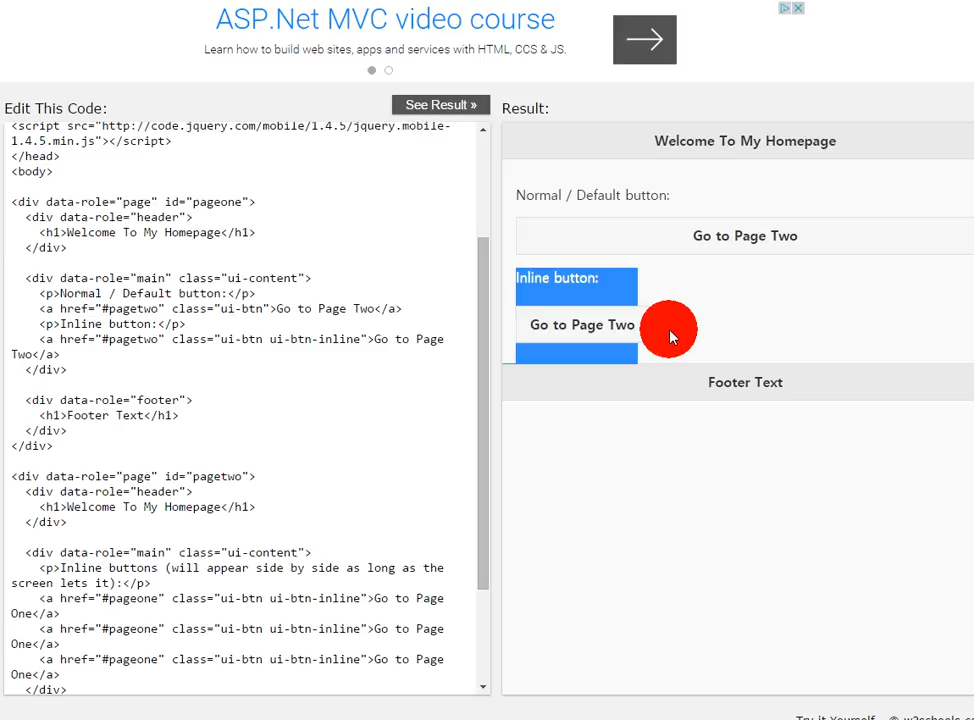 ASP.Net MVC video course
Learn how to build web sites, apps and services with HTML, CCS & JS.
Edit This Code:
See Result »
Result:
<script src="http://code.jquery.com/mobile/1.4.5/jquery.mobile-
1.4.5.min.js"></script>
</head>
<body>
<div data-role="page" id="pageone">
<div data-role="header">
<h1>Welcome To My Homepage</h1>
</div>
<div data-role="main" class="ui-content">
<p>Normal / Default button:</p>
<a href="#pagetwo" class="ui-btn">Go to Page Two</a>
<p>Inline button:</p>
<a href="#pagetwo" class="ui-btn ui-btn-inline">Go to Page
Two</a>
</div>
<div data-role="footer">
<h1>Footer Text</h1>
</div>
</div>
<div data-role="page" id="pagetwo">
<div data-role="header">
<h1>Welcome To My Homepage</h1>
</div>
<div data-role="main" class="ui-content">
<p>Inline buttons (will appear side by side as long as the
screen lets it):</p>
<a href="#pageone" class="ui-btn ui-btn-inline">Go to Page
One</a>
<a href="#pageone" class="ui-btn ui-btn-inline">Go to Page
One</a>
<a href="#pageone" class="ui-btn ui-btn-inline">Go to Page
One</a>
</div>
Welcome To My Homepage
Normal / Default button:
Go to Page Two
Inline button:
Go to Page Two
Footer Text
Try it Yourself - © w3schools.c